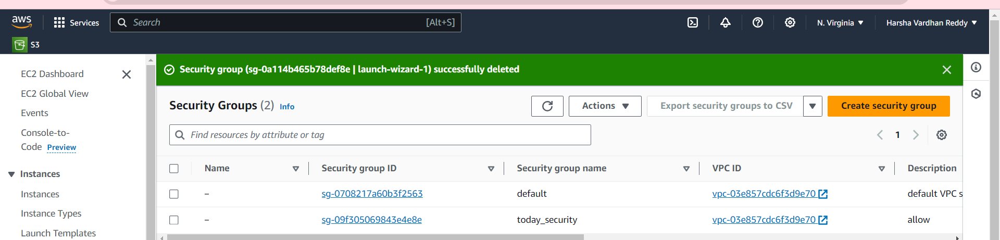 aws Services Search [Alt+S] N. Virginia Harsha Vardhan Reddy
S3
EC2 Dashboard
EC2 Global View
Events
Console-to-
Code Preview
Instances
Instances
Instance Types
Launch Templates
Security group (sg-0a114b465b78def8e | launch-wizard-1) successfully deleted
Security Groups (2) Info Actions Export security groups to CSV Create security group
Find resources by attribute or tag 1
Name Security group ID Security group name VPC ID Description
– sg-0708217a60b3f2563 default vpc-03e857cdc6f3d9e70 default VPC s
– sg-09f305069843e4e8e today_security vpc-03e857cdc6f3d9e70 allow